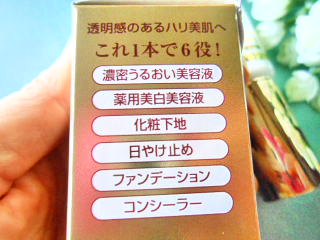 透明感のあるハリ美肌へ
これ1本で6役!
濃密うるおい美容液
薬用美白美容液
化粧下地
日やけ止め
ファンデーション
コンシーラー